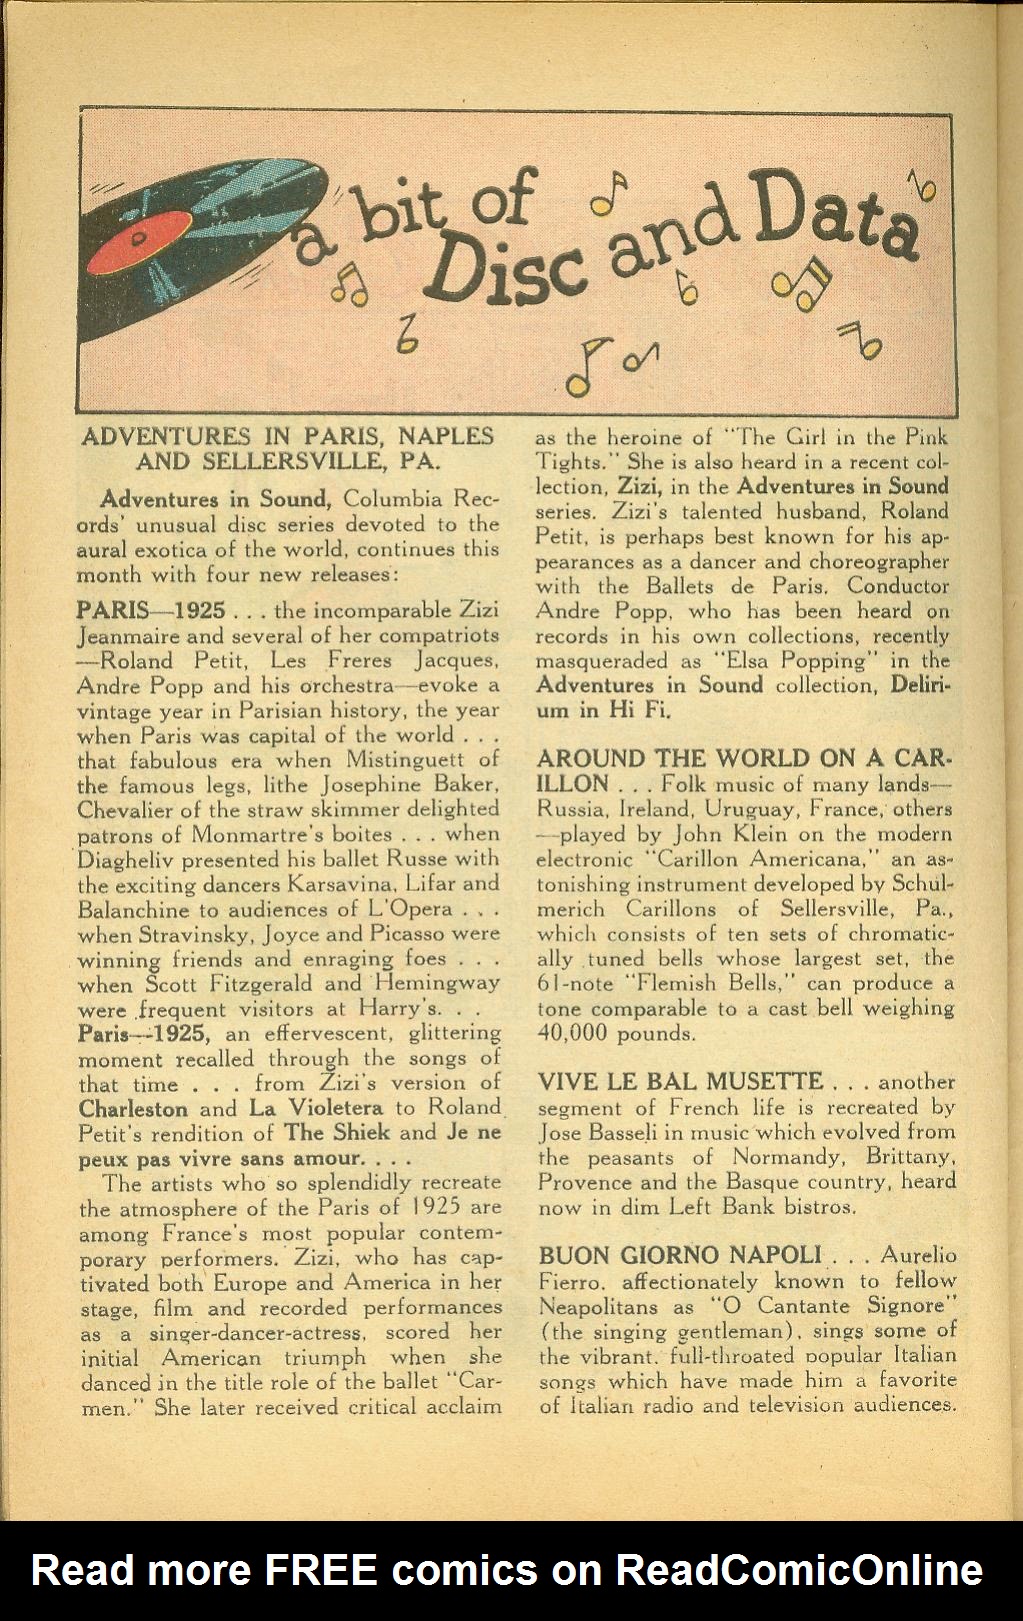 a bit of Disc and Data
ADVENTURES IN PARIS, NAPLES
AND SELLERSVILLE, PA.
Adventures in Sound, Columbia Rec-
ords' unusual disc series devoted to the
aural exotica of the world, continues this
month with four new releases:
PARIS—1925 . . . the incomparable Zizi
Jeanmaire and several of her compatriots
—Roland Petit, Les Freres Jacques,
Andre Popp and his orchestra—evoke a
vintage year in Parisian history, the year
when Paris was capital of the world . . .
that fabulous era when Mistinguett of
the famous legs, lithe Josephine Baker,
Chevalier of the straw skimmer delighted
patrons of Monmartre's boites . . . when
Diagheliv presented his ballet Russe with
the exciting dancers Karsavina, Lifar and
Balanchine to audiences of L'Opera . . .
when Stravinsky, Joyce and Picasso were
winning friends and enraging foes . . .
when Scott Fitzgerald and Hemingway
were frequent visitors at Harry's. . .
Paris—1925, an effervescent, glittering
moment recalled through the songs of
that time . . . from Zizi's version of
Charleston and La Violetera to Roland
Petit's rendition of The Shiek and Je ne
peux pas vivre sans amour. . . .
The artists who so splendidly recreate
the atmosphere of the Paris of 1925 are
among France's most popular contem-
porary performers. Zizi, who has cap-
tivated both Europe and America in her
stage, film and recorded performances
as a singer-dancer-actress, scored her
initial American triumph when she
danced in the title role of the ballet "Car-
men." She later received critical acclaim
as the heroine of "The Girl in the Pink
Tights." She is also heard in a recent col-
lection, Zizi, in the Adventures in Sound
series. Zizi's talented husband, Roland
Petit, is perhaps best known for his ap-
pearances as a dancer and choreographer
with the Ballets de Paris. Conductor
Andre Popp, who has been heard on
records in his own collections, recently
masqueraded as "Elsa Popping" in the
Adventures in Sound collection, Deliri-
um in Hi Fi.
AROUND THE WORLD ON A CAR-
ILLON . . . Folk music of many lands—
Russia, Ireland, Uruguay, France, others
—played by John Klein on the modern
electronic "Carillon Americana," an as-
tonishing instrument developed by Schul-
merich Carillons of Sellersville, Pa.,
which consists of ten sets of chromatic-
ally tuned bells whose largest set, the
61-note "Flemish Bells," can produce a
tone comparable to a cast bell weighing
40,000 pounds.
VIVE LE BAL MUSETTE . . . another
segment of French life is recreated by
Jose Basseli in music which evolved from
the peasants of Normandy, Brittany,
Provence and the Basque country, heard
now in dim Left Bank bistros.
BUON GIORNO NAPOLI . . . Aurelio
Fierro, affectionately known to fellow
Neapolitans as "O Cantante Signore"
(the singing gentleman), sings some of
the vibrant, full-throated popular Italian
songs which have made him a favorite
of Italian radio and television audiences.
Read more FREE comics on ReadComicOnline